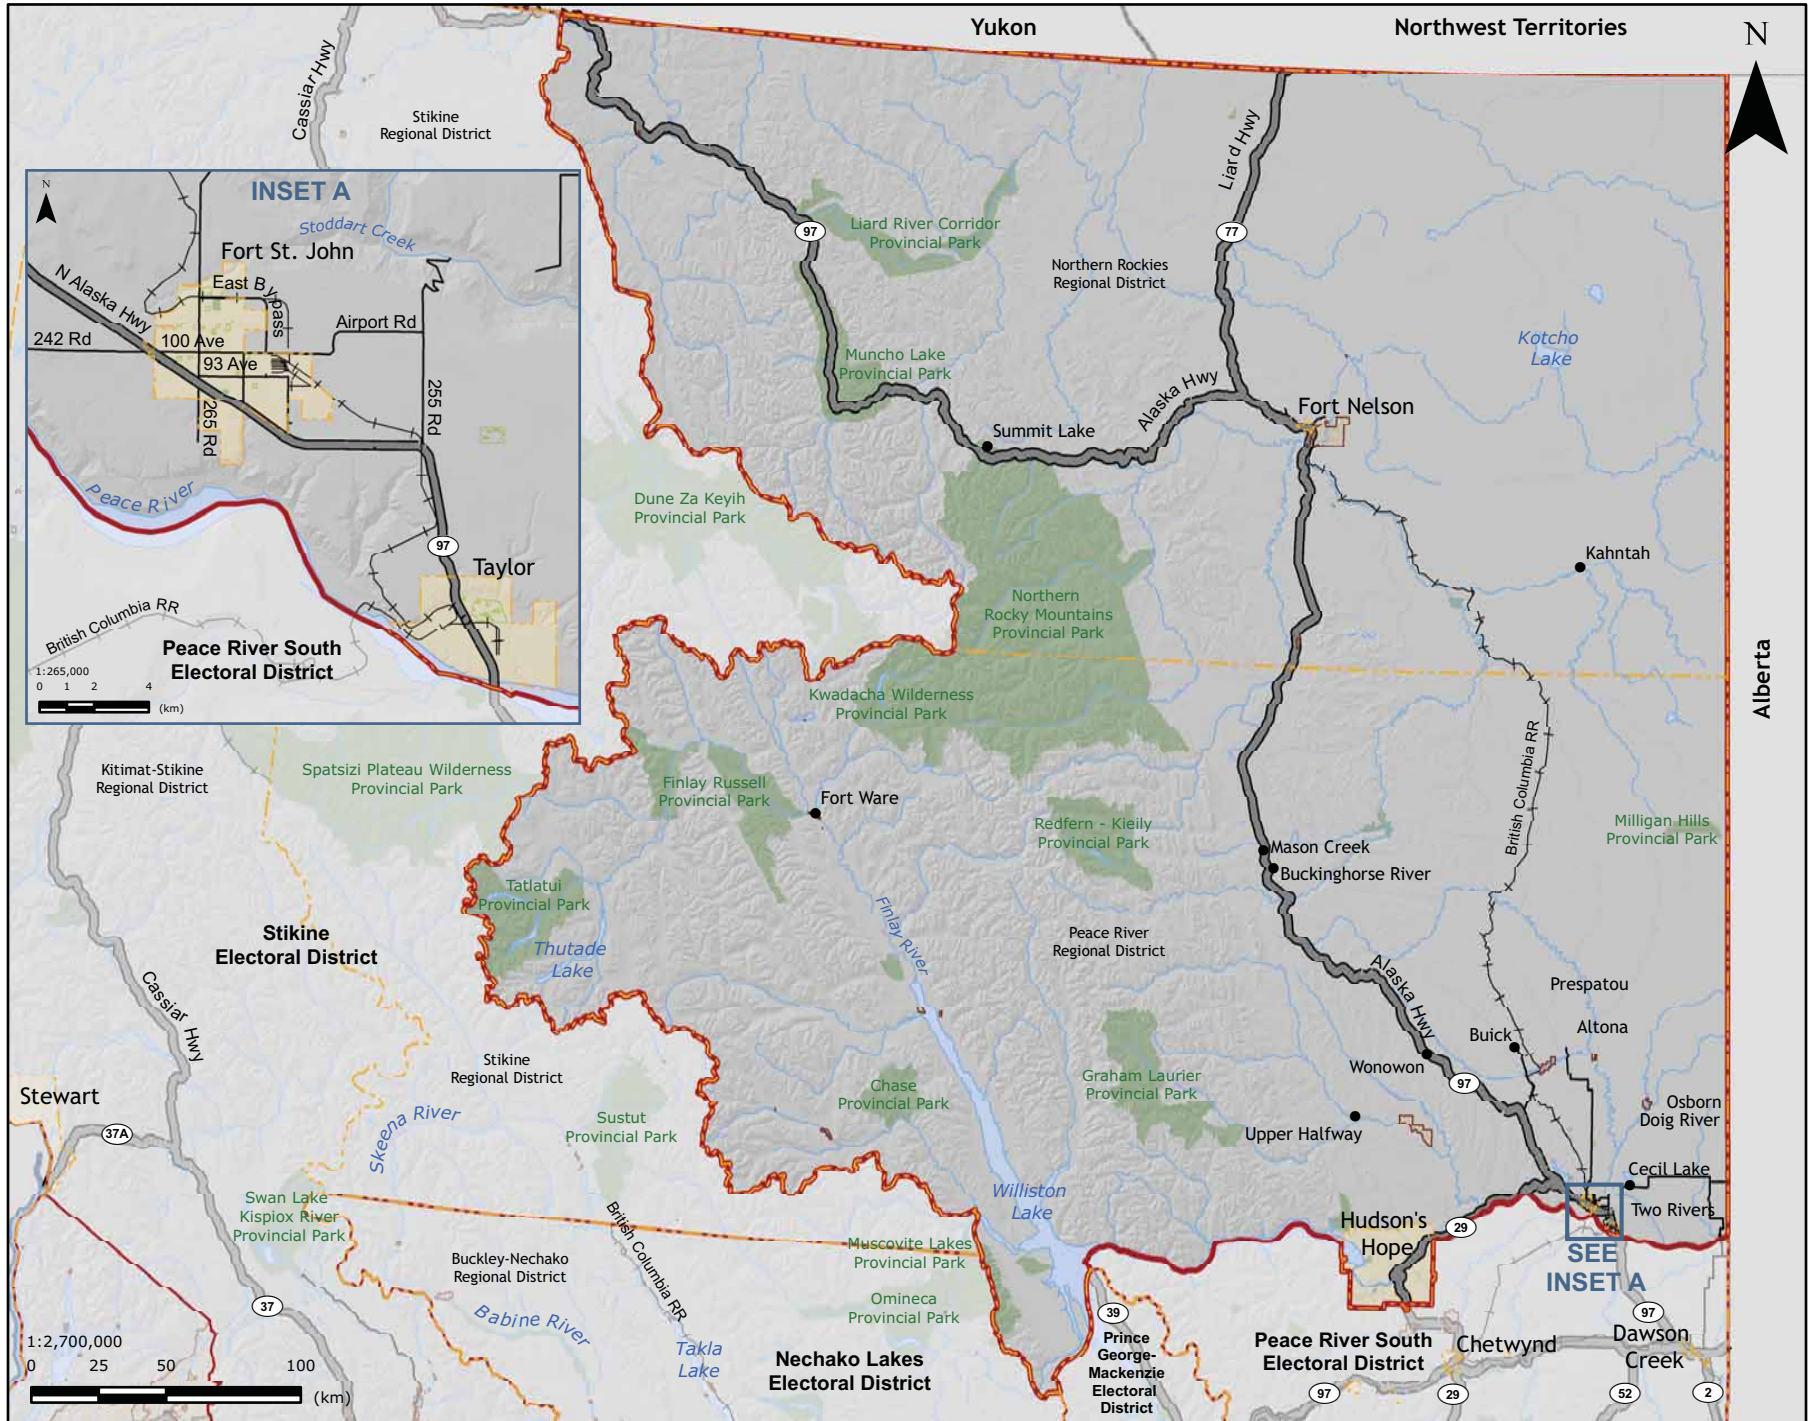 Yukon
Northwest Territories
N
Cassiar Hwy
Stikine
Regional District
Liard Hwy
INSET A
N
Stoddart Creek
Fort St. John
East Bypass
N Alaska Hwy
Airport Rd
242 Rd
100 Ave
93 Ave
265 Rd
255 Rd
Peace River
97
Taylor
British Columbia RR
Peace River South
Electoral District
1:265,000
0 1 2 4
(km)
97
Liard River Corridor
Provincial Park
77
Northern Rockies
Regional District
Kotcho
Lake
Muncho Lake
Provincial Park
Alaska Hwy
Fort Nelson
Summit Lake
Dune Za Keyih
Provincial Park
Kahntah
Northern
Rocky Mountains
Provincial Park
Alberta
Kwadacha Wilderness
Provincial Park
British Columbia RR
Kitimat-Stikine
Regional District
Spatsizi Plateau Wilderness
Provincial Park
Finlay Russell
Provincial Park
Fort Ware
Redfern - Kieily
Provincial Park
Milligan Hills
Provincial Park
Mason Creek
Buckinghorse River
Tatlatui
Provincial Park
Finlay River
Stikine
Electoral District
Thutade
Lake
Peace River
Regional District
Cassiar Hwy
Alaska Hwy
Prespatou
Altona
Buick
Stikine
Regional District
Wonowon
97
Stewart
Chase
Provincial Park
Graham Laurier
Provincial Park
Osborn
Doig River
Skeena River
Sustut
Provincial Park
37A
Upper Halfway
Cecil Lake
Swan Lake
Kispiox River
Provincial Park
Williston
Lake
Two Rivers
British Columbia RR
Hudson's
Hope
29
Muscovite Lakes
Provincial Park
SEE
INSET A
Buckley-Nechako
Regional District
Omineca
Provincial Park
37
Babine River
39
97
1:2,700,000
0 25 50 100
(km)
Takla
Lake
Nechako Lakes
Electoral District
Prince
George-
Mackenzie
Electoral
District
Peace River South
Electoral District
Chetwynd
Dawson
Creek
97
29
52
2